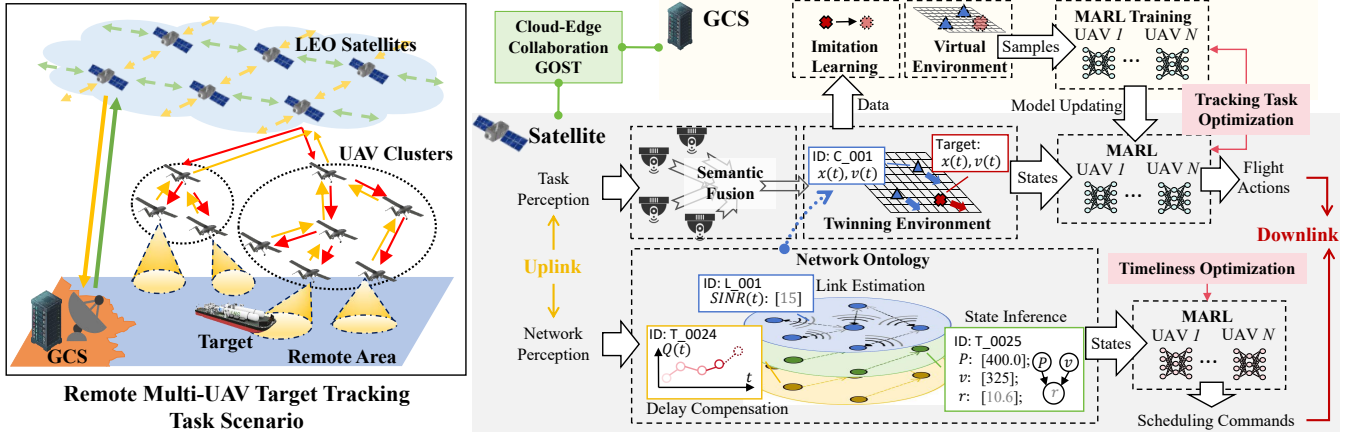 LEO Satellites
UAV Clusters
GCS
Target
Remote Area
Remote Multi-UAV Target Tracking
Task Scenario
Cloud-Edge
Collaboration
GOST
GCS
Imitation
Learning
Virtual
Environment
Samples
MARL Training
UAV 1 UAV N
...
Data
Model Updating
Tracking Task
Optimization
Satellite
Task
Perception
Semantic
Fusion
ID: C_001
x(t), v(t)
Target:
x(t), v(t)
Twinning Environment
States
MARL
UAV 1 UAV N
...
Flight
Actions
Uplink
Downlink
Network Ontology
ID: L_001
SINR(t): [15]
Link Estimation
Timeliness Optimization
Network
Perception
ID: T_0024
Q(t)
t
Delay Compensation
State Inference
ID: T_0025
P: [400.0];
v: [325];
r: [10.6];
P v
r
States
MARL
UAV 1 UAV N
...
Scheduling Commands